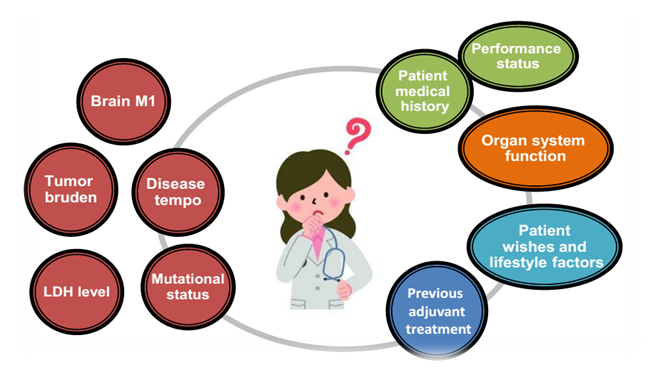 Brain M1
Tumor
bruden
Disease
tempo
LDH level
Mutational
status
?
Patient
medical
history
Performance
status
Organ system
function
Patient
wishes and
lifestyle factors
Previous
adjuvant
treatment